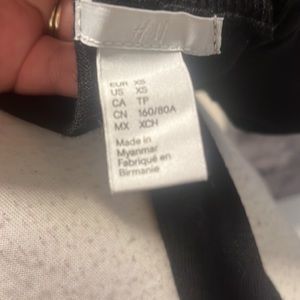 H&M
EUR XS
US XS
CA TP
CN 160/80A
MX XCH
Made in
Myanmar
Fabriqué en
Birmanie